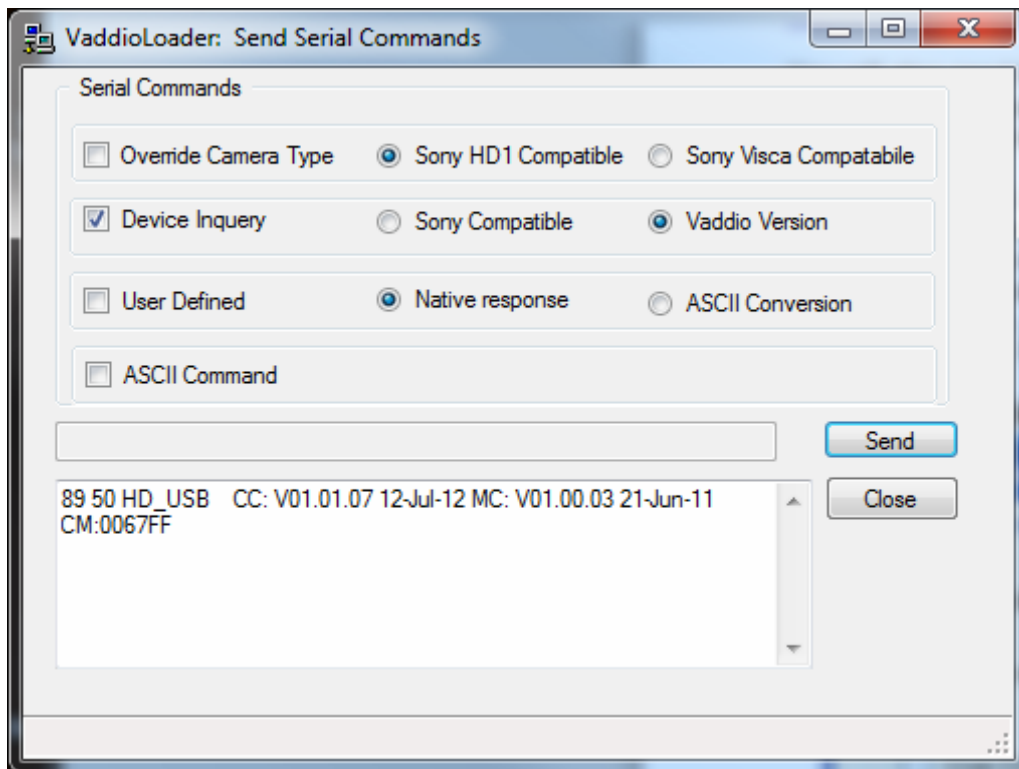 VaddioLoader: Send Serial Commands
Serial Commands
Override Camera Type Sony HD1 Compatible Sony Visca Compatabile
Device Inquery Sony Compatible Vaddio Version
User Defined Native response ASCII Conversion
ASCII Command
Send
89 50 HD_USB CC: V01.01.07 12-Jul-12 MC: V01.00.03 21-Jun-11
CM:0067FF
Close